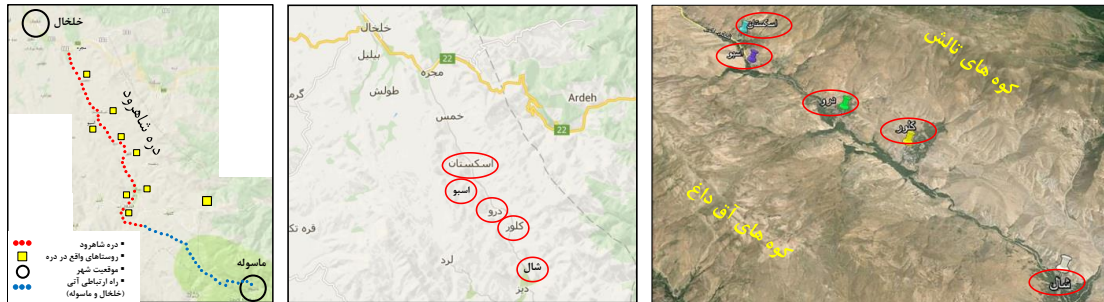 خلخال
مجره
دره شاهرود
ماسوله
دره شاهرود
روستاهای واقع در دره
موقعیت شهر
راه ارتباطی آتی
(خلخال و ماسوله)
خلخال
بیلیل
مجره
22
طولش
Ardeh
خمس
22
اسکستان
اسبو
درو
کلور
قره تک
لرد
شال
دیز
اسکستان
اسبو
کوه های تالش
درو
کلور
کوه های آق داغ
شال